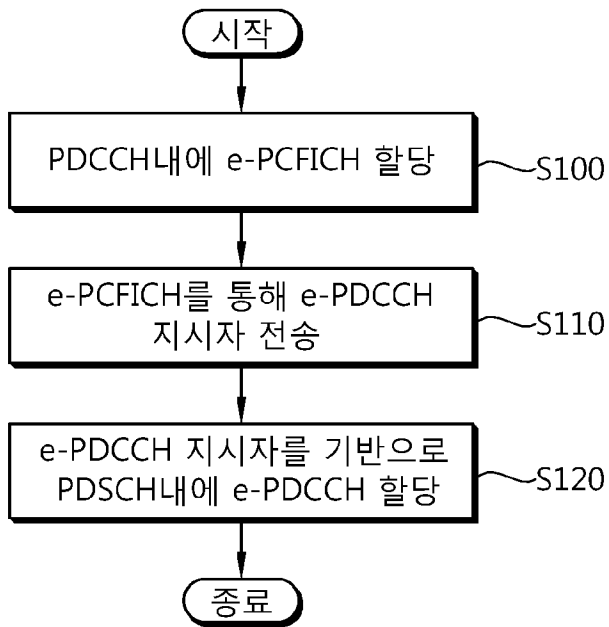 시작
PDCCH내에 e-PCFICH 할당
S100
e-PCFICH를 통해 e-PDCCH
지시자 전송
S110
e-PDCCH 지시자를 기반으로
PDSCH내에 e-PDCCH 할당
S120
종료